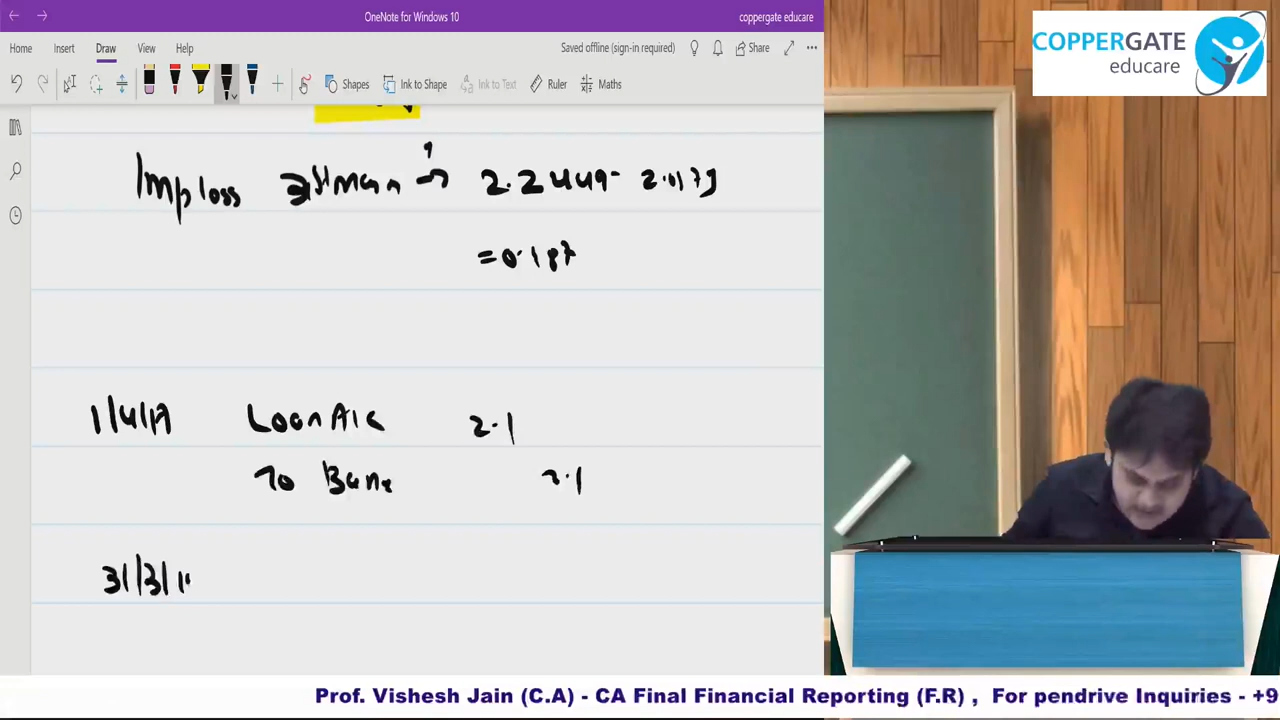 OneNote for Windows 10
coppergate educare
Home Insert Draw View Help
Saved offline (sign-in required) Share
Shapes Ink to Shape Ink to Text Ruler Maths
COPPERGATE
educare
Imp loss 2.2449- 2.0179
= 0.187
1/4/17 Loan A/c 2.1
To Bank 2.1
31/3/18
Prof. Vishesh Jain (C.A) - CA Final Financial Reporting (F.R) , For pendrive Inquiries - +9